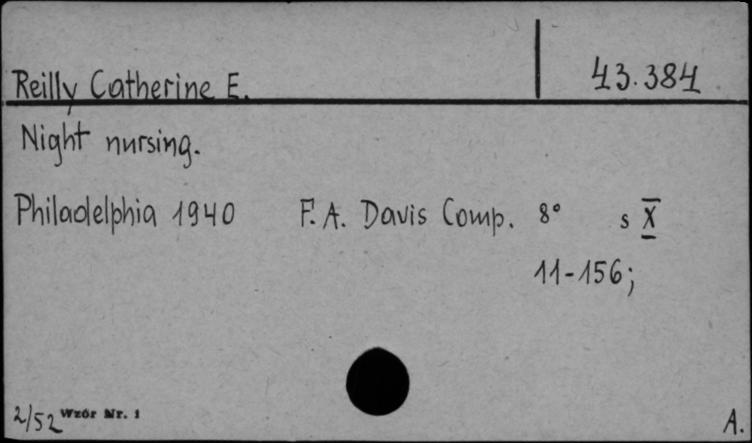 Reilly Catherine E. 43.384
Night nursing.
Philadelphia 1940 F. A. Davis Comp. 8° s X
11-156;
2/52 Wzór Nr. 1 A.